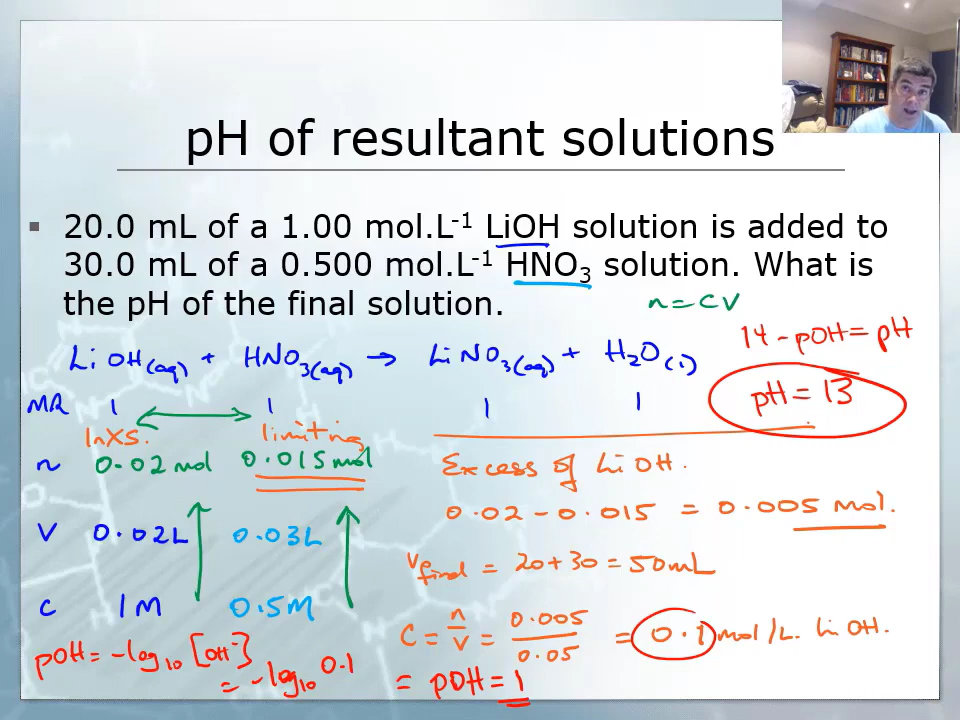 pH of resultant solutions
▪ 20.0 mL of a 1.00 mol.L⁻¹ LiOH solution is added to
30.0 mL of a 0.500 mol.L⁻¹ HNO₃ solution. What is
the pH of the final solution.
n = CV
14 - pOH = pH
LiOH(aq) + HNO₃(aq) → LiNO₃(aq) + H₂O(l)
pH = 13
MR 1 1 1 1
InXs. limiting
n 0.02 mol 0.015 mol
Excess of LiOH.
0.02 - 0.015 = 0.005 mol.
V 0.02L 0.03L
Vfinal = 20 + 30 = 50mL
C 1M 0.5M
C = n/V = 0.005/0.05 = 0.1 mol/L. LiOH.
pOH = -log₁₀ [OH⁻]
= -log₁₀ 0.1 = pOH = 1